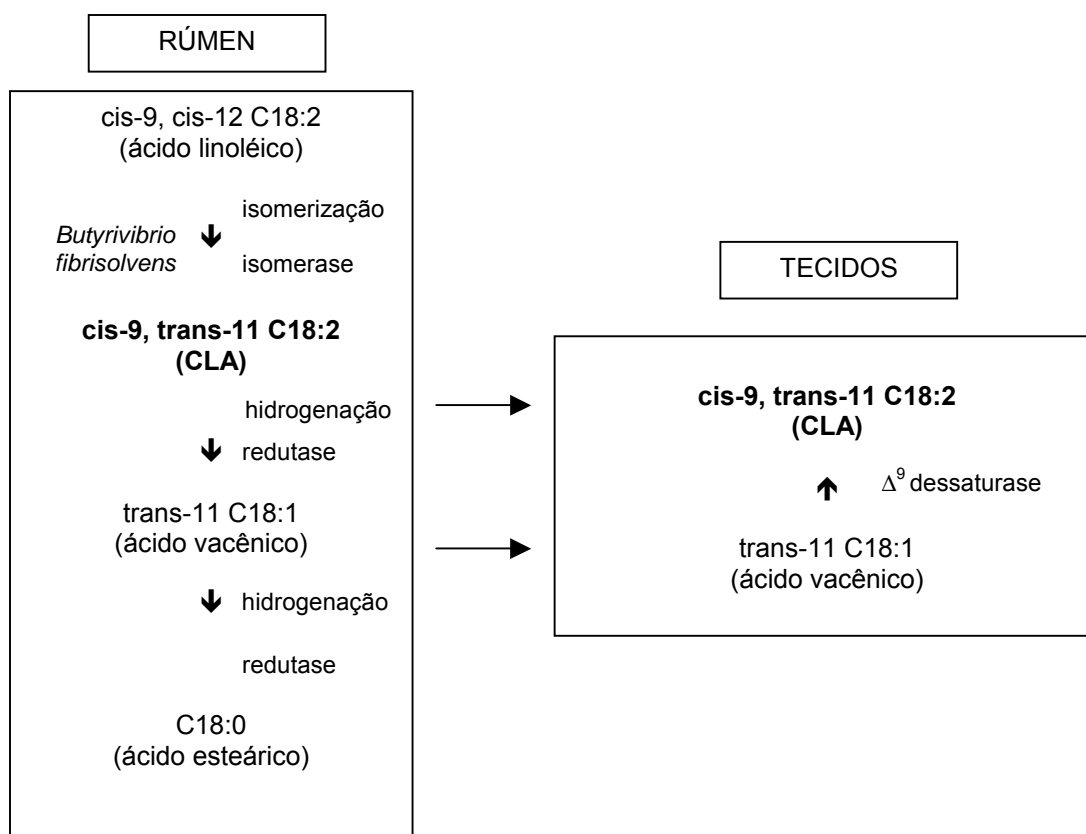 RÚMEN
cis-9, cis-12 C18:2
(ácido linoléico)
isomerização
Butyrivibrio
fibrisolvens
isomerase
cis-9, trans-11 C18:2
(CLA)
hidrogenação
redutase
trans-11 C18:1
(ácido vacênico)
hidrogenação
redutase
C18:0
(ácido esteárico)
TECIDOS
cis-9, trans-11 C18:2
(CLA)
Δ⁹ dessaturase
trans-11 C18:1
(ácido vacênico)